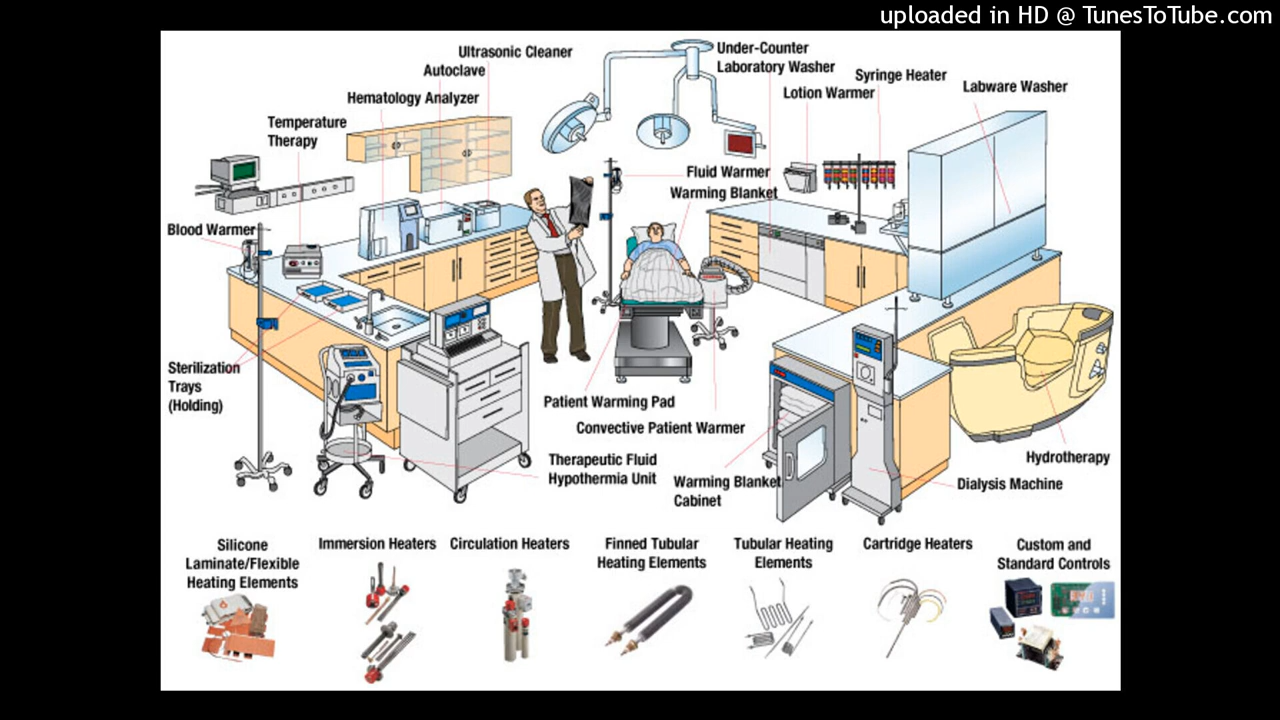 uploaded in HD @ TunesToTube.com
Ultrasonic Cleaner
Autoclave
Hematology Analyzer
Temperature
Therapy
Under-Counter
Laboratory Washer
Lotion Warmer
Syringe Heater
Labware Washer
Fluid Warmer
Warming Blanket
Blood Warmer
Sterilization
Trays
(Holding)
Patient Warming Pad
Convective Patient Warmer
Therapeutic Fluid
Hypothermia Unit
Warming Blanket
Cabinet
Hydrotherapy
Dialysis Machine
Silicone
Laminate/Flexible
Heating Elements
Immersion Heaters
Circulation Heaters
Finned Tubular
Heating Elements
Tubular Heating
Elements
Cartridge Heaters
Custom and
Standard Controls